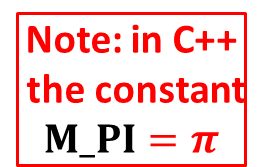 Note: in C++
the constant
M_PI = π